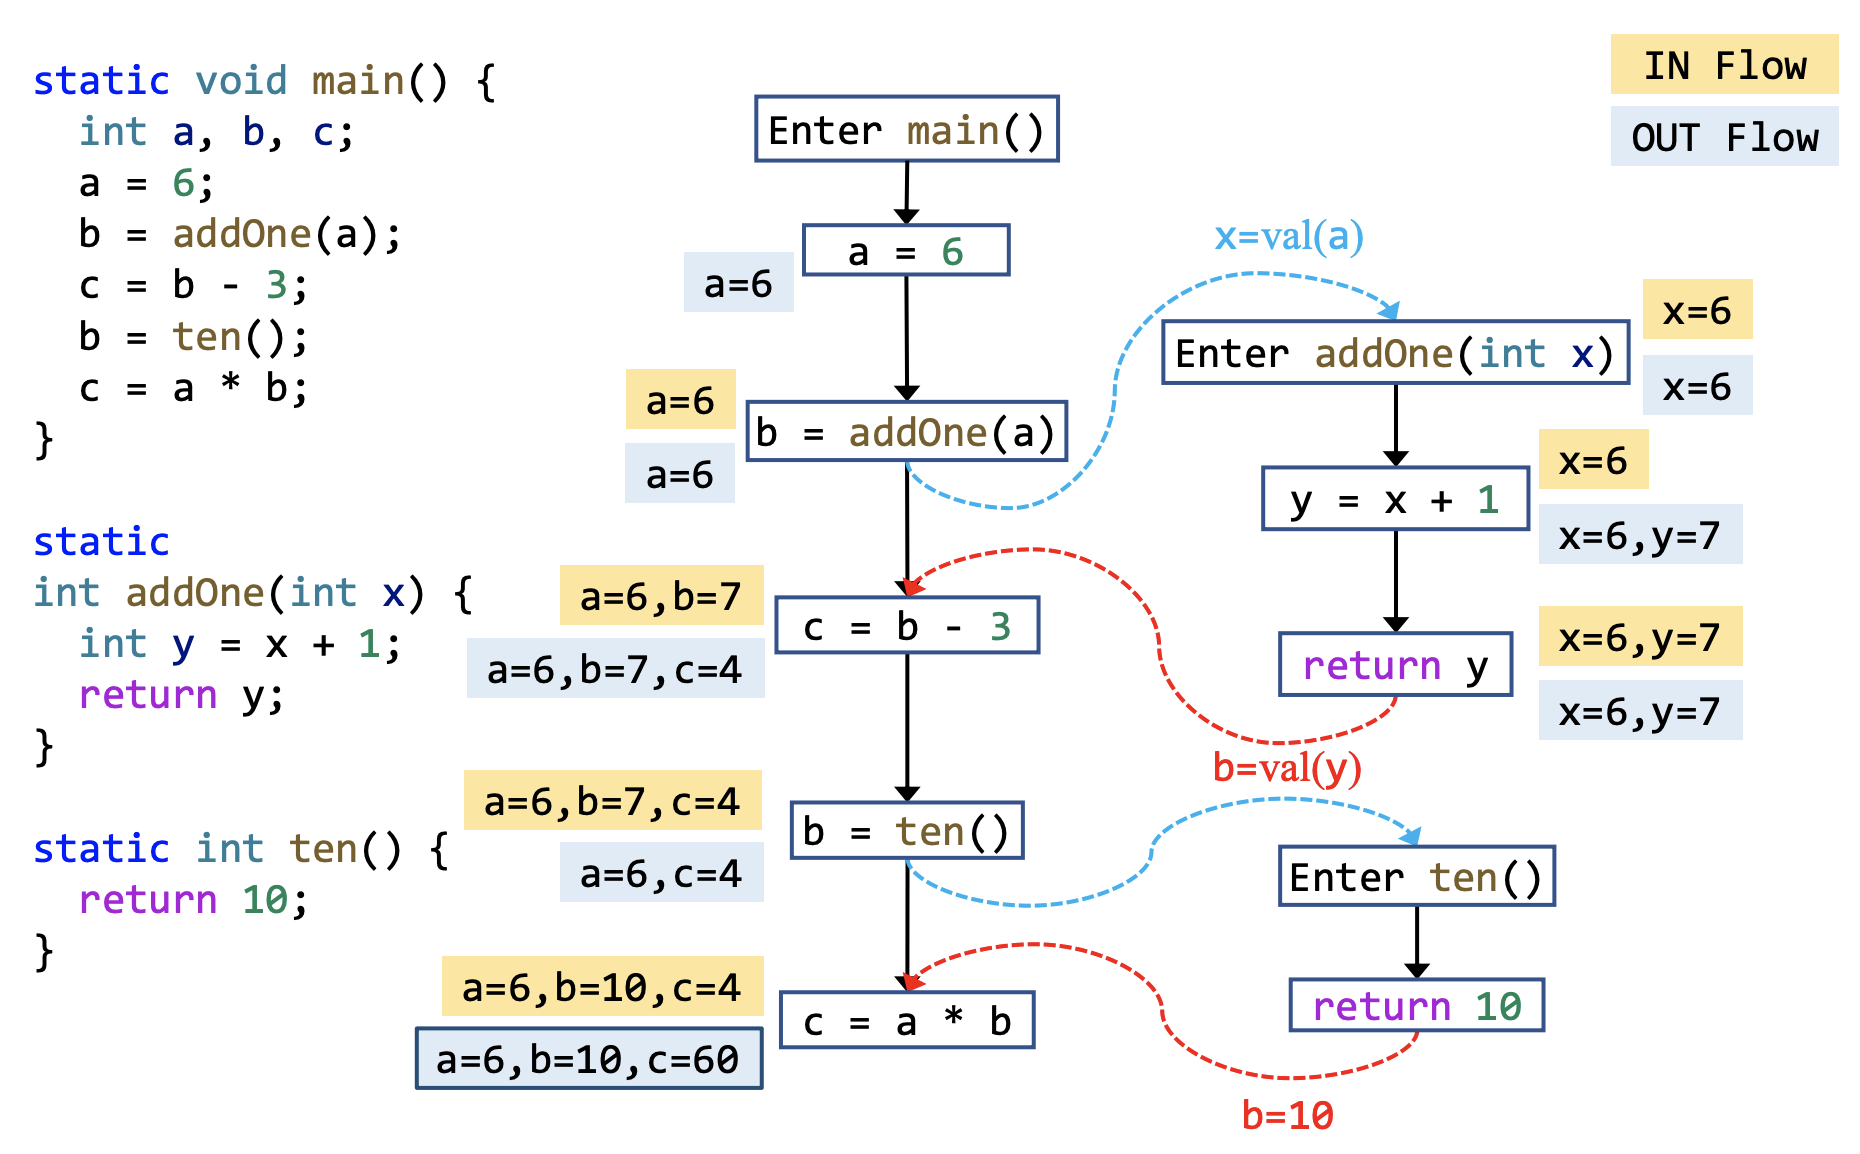 static void main() {
int a, b, c;
a = 6;
b = addOne(a);
c = b - 3;
b = ten();
c = a * b;
}
static
int addOne(int x) {
int y = x + 1;
return y;
}
static int ten() {
return 10;
}
Enter main()
a = 6
a=6
a=6
b = addOne(a)
a=6
a=6,b=7
c = b - 3
a=6,b=7,c=4
a=6,b=7,c=4
b = ten()
a=6,c=4
a=6,b=10,c=4
c = a * b
a=6,b=10,c=60
IN Flow
OUT Flow
x=val(a)
x=6
Enter addOne(int x)
x=6
x=6
y = x + 1
x=6,y=7
x=6,y=7
return y
x=6,y=7
b=val(y)
Enter ten()
return 10
b=10